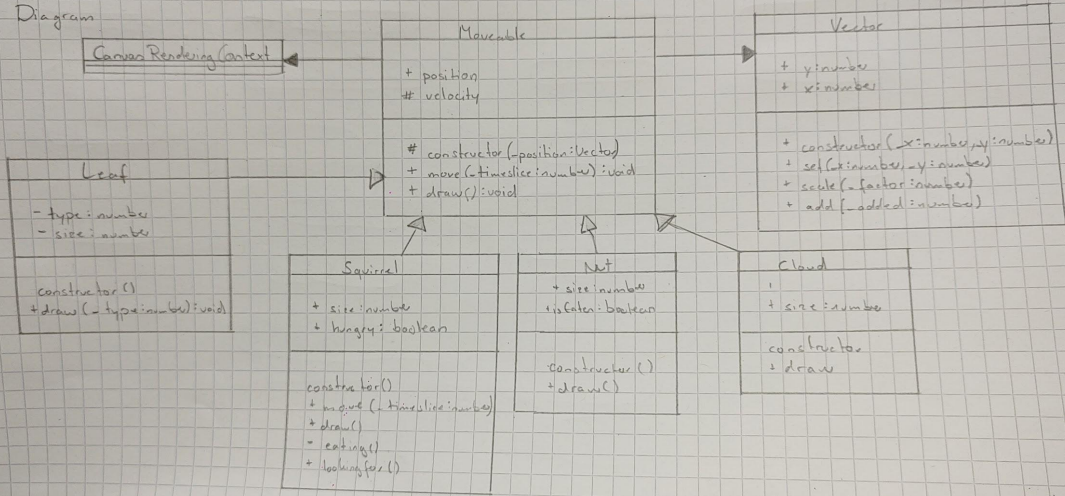 Diagram
CanvasRenderingContext
Moveable
+ position
# velocity
# constructor(_position:Vector)
+ move(_timeslice:number):void
+ draw():void
Vector
+ y:number
+ x:number
+ constructor(_x:number,_y:number)
+ set(_x:number,_y:number)
+ scale(_factor:number)
+ add(_added:number)
Leaf
- type:number
- size:number
constructor()
+ draw(_type:number):void
Squirrel
+ size:number
+ hungry: boolean
constructor()
+ move(_timeslice:number)
+ draw()
- eating()
+ lookingfor()
Nut
+ size:number
+ isEaten:boolean
constructor()
+ draw()
Cloud
+ size:number
constructor
+ draw